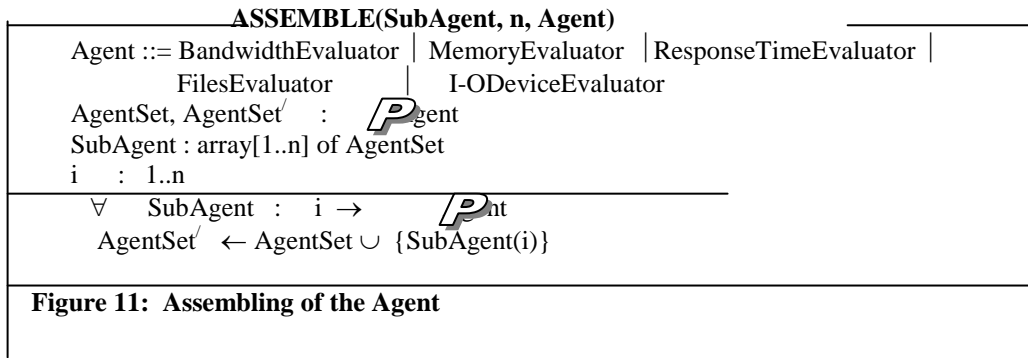 ASSEMBLE(SubAgent, n, Agent)
Agent ::= BandwidthEvaluator | MemoryEvaluator | ResponseTimeEvaluator |
FilesEvaluator | I-ODeviceEvaluator
AgentSet, AgentSet/ : P Agent
SubAgent : array[1..n] of AgentSet
i : 1..n
∀ SubAgent : i → P Agent
AgentSet/ ← AgentSet ∪ {SubAgent(i)}
Figure 11: Assembling of the Agent